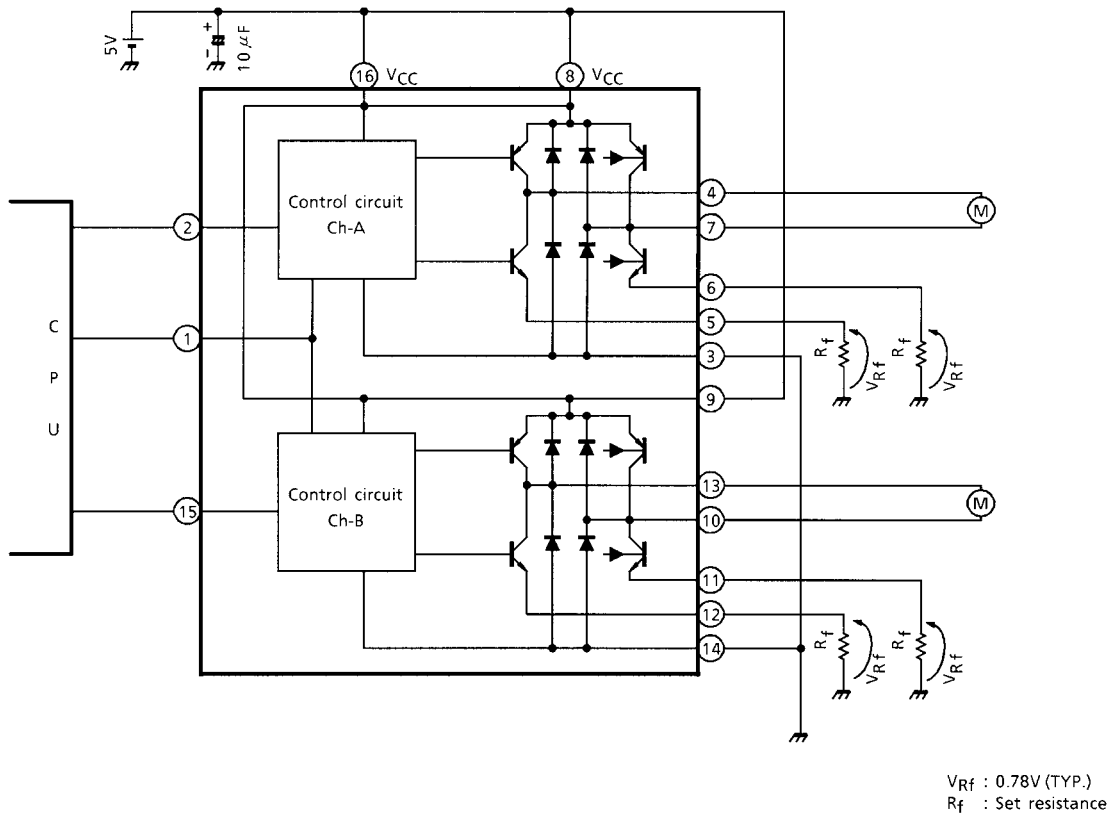 5V
+
-
10 μF
16 VCC
8 VCC
Control circuit
Ch-A
2
4
M
7
C
P
U
1
6
5
3
9
Rf
VRf
Rf
VRf
Control circuit
Ch-B
15
13
M
10
11
12
14
Rf
VRf
Rf
VRf
VRf : 0.78V (TYP.)
Rf : Set resistance